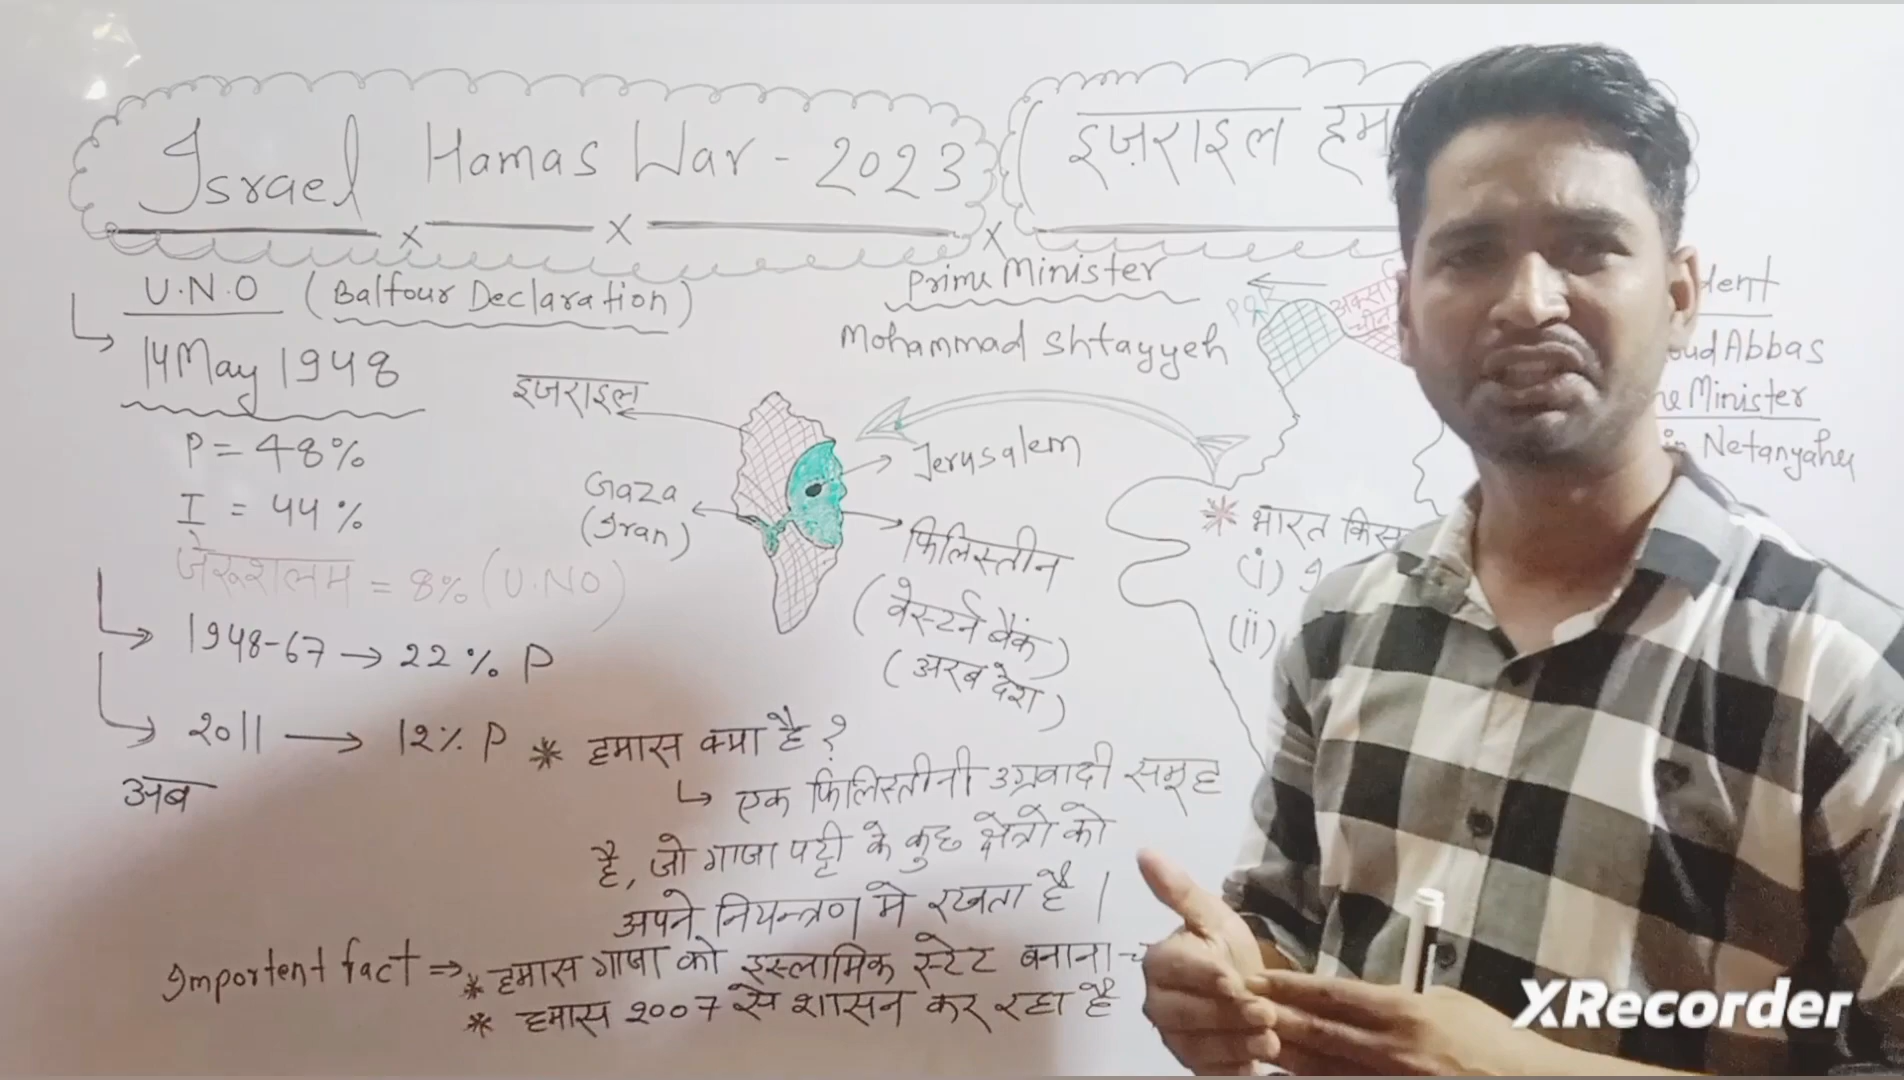 Israel Hamas War - 2023
(इज़राइल
U.N.O (Balfour Declaration)
14 May 1948
P = 48%
I = 44%
जेरूशलम = 8% (U.NO)
1948-67 → 22% P
2011 → 12% P
अब
Prime Minister
Mohammad Shtayyeh
इजराइल
Gaza
(Iran)
Jerusalem
फिलिस्तीन
(वेस्टर्न बैंक)
(अरब देश)
अक्साई
चीन
Abbas
Minister
Netanyahu
* भारत
(i)
(ii)
* हमास क्या है ?
↳ एक फिलिस्तीनी उग्रवादी समूह
है, जो गाजा पट्टी के कुछ क्षेत्रो को
अपने नियन्त्रण मे रखता है।
Importent fact ⇒ * हमास गाजा को इस्लामिक स्टेट बनाना
* हमास 2007 से शासन कर रहा है
XRecorder